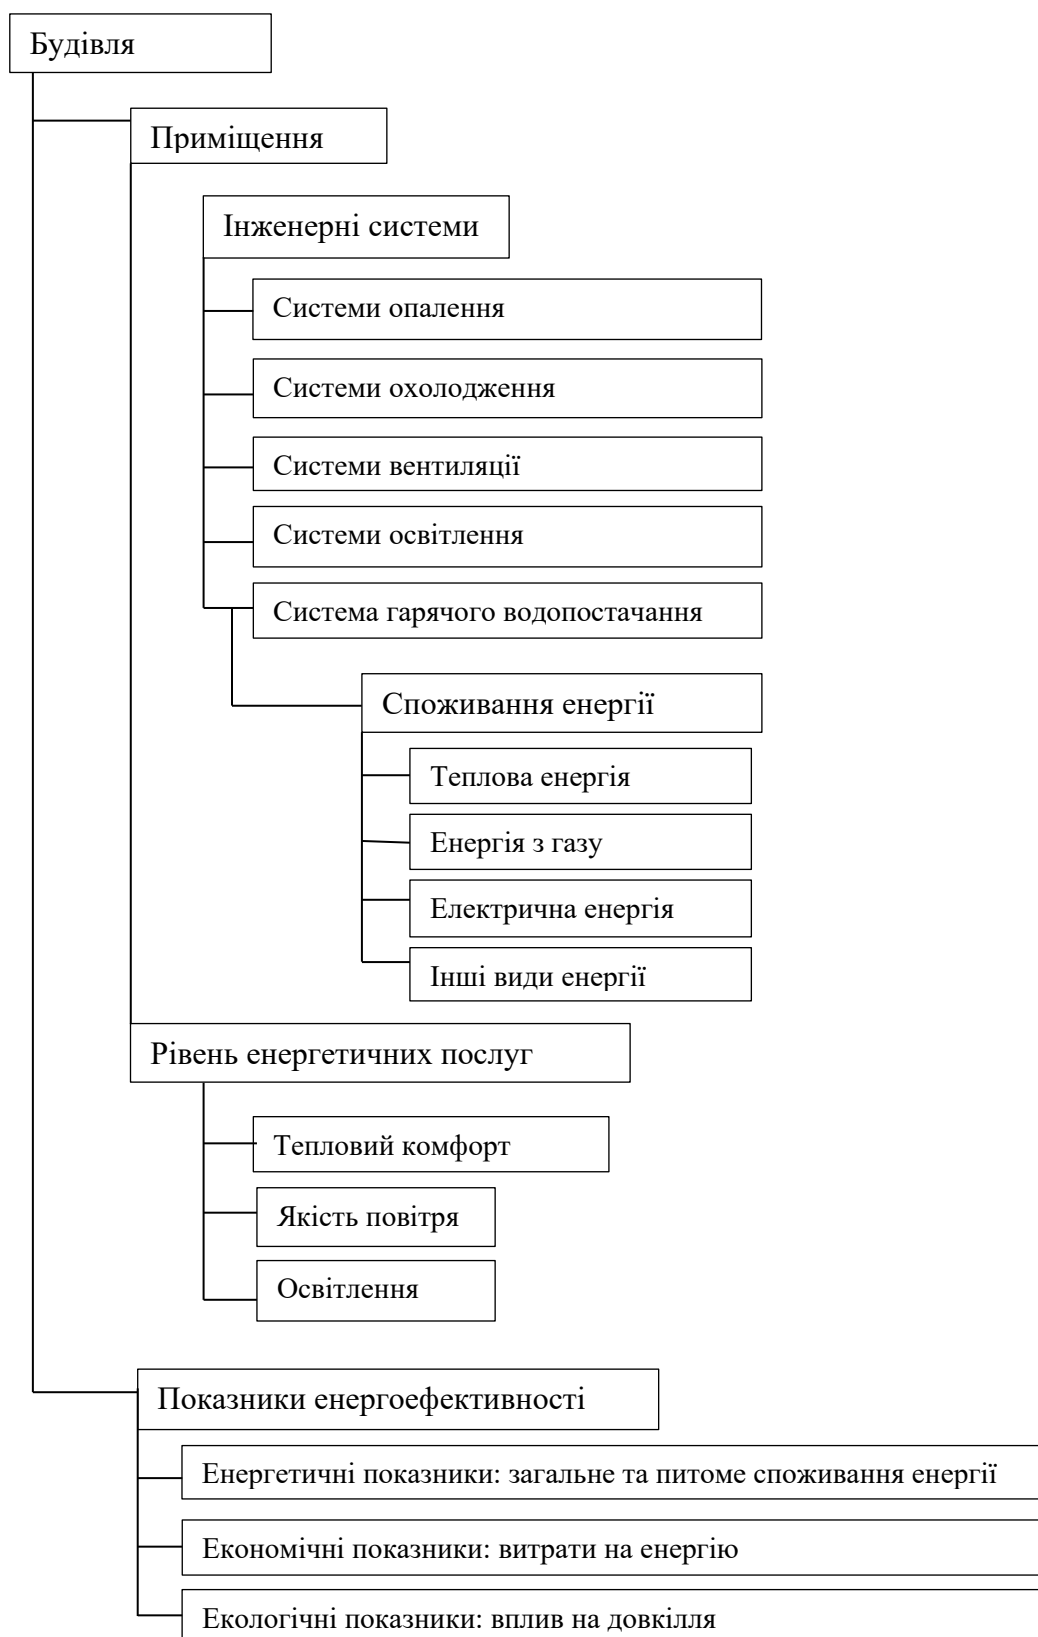 Будівля
Приміщення
Інженерні системи
Системи опалення
Системи охолодження
Системи вентиляції
Системи освітлення
Система гарячого водопостачання
Споживання енергії
Теплова енергія
Енергія з газу
Електрична енергія
Інші види енергії
Рівень енергетичних послуг
Тепловий комфорт
Якість повітря
Освітлення
Показники енергоефективності
Енергетичні показники: загальне та питоме споживання енергії
Економічні показники: витрати на енергію
Екологічні показники: вплив на довкілля